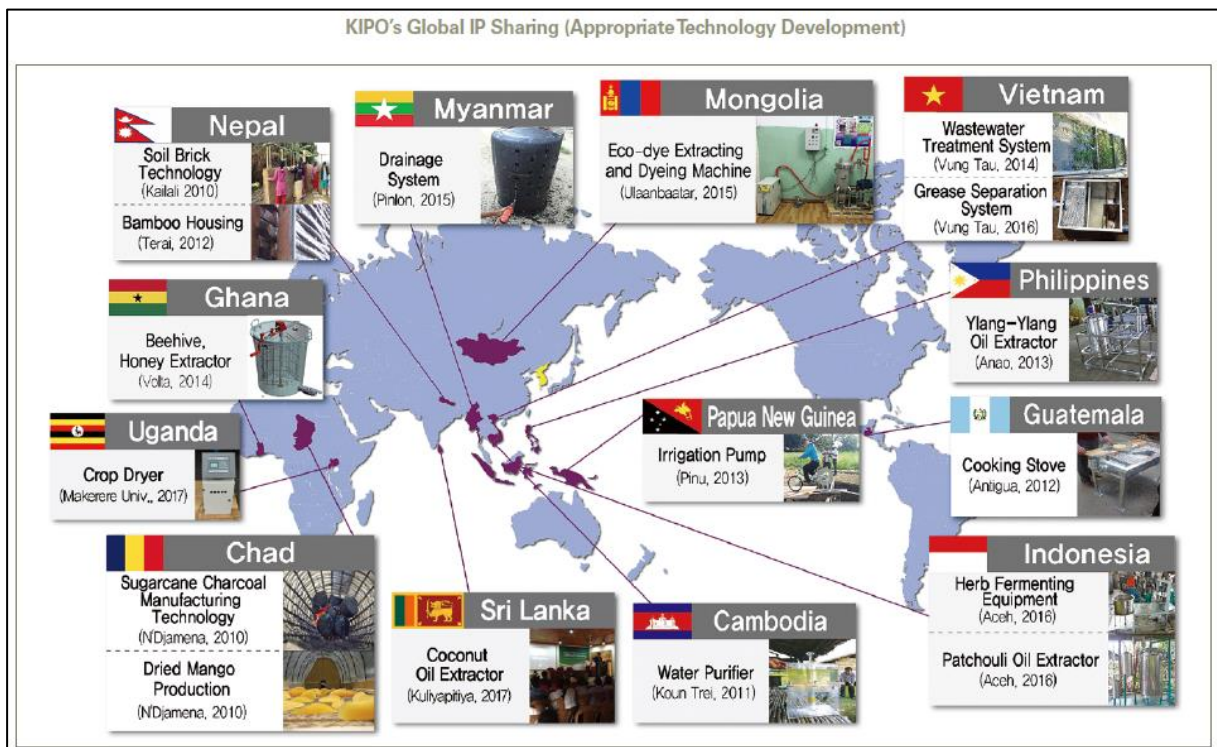 KIPO's Global IP Sharing (Appropriate Technology Development)
Nepal
Soil Brick
Technology
(Kailali 2010)
Bamboo Housing
(Terai, 2012)
Myanmar
Drainage
System
(Pinlon, 2015)
Mongolia
Eco-dye Extracting
and Dyeing Machine
(Ulaanbaatar, 2015)
Vietnam
Wastewater
Treatment System
(Vung Tau, 2014)
Grease Separation
System
(Vung Tau, 2016)
Ghana
Beehive,
Honey Extractor
(Volta, 2014)
Philippines
Ylang-Ylang
Oil Extractor
(Anao, 2013)
Uganda
Crop Dryer
(Makerere Univ., 2017)
Papua New Guinea
Irrigation Pump
(Pinu, 2013)
Guatemala
Cooking Stove
(Antigua, 2012)
Chad
Sugarcane Charcoal
Manufacturing
Technology
(N'Djamena, 2010)
Dried Mango
Production
(N'Djamena, 2010)
Sri Lanka
Coconut
Oil Extractor
(Kuliyapitiya, 2017)
Cambodia
Water Purifier
(Koun Trei, 2011)
Indonesia
Herb Fermenting
Equipment
(Aceh, 2016)
Patchouli Oil Extractor
(Aceh, 2016)